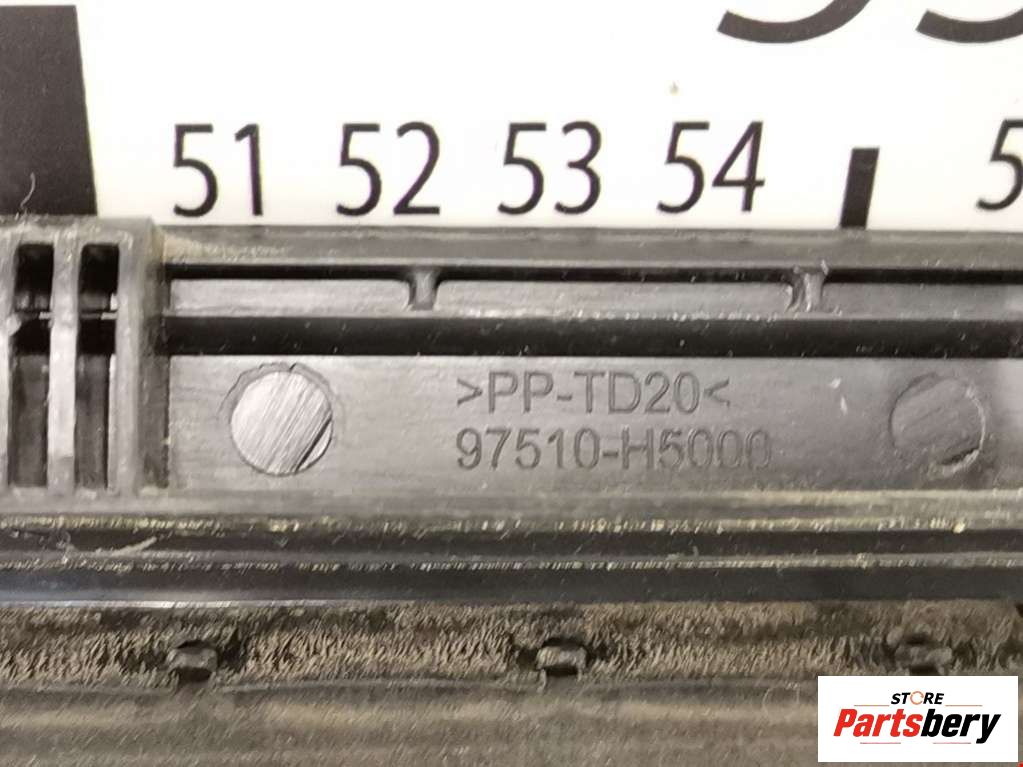 51 52 53 54
>PP-TD20<
97510-H5000
STORE
Partsbery